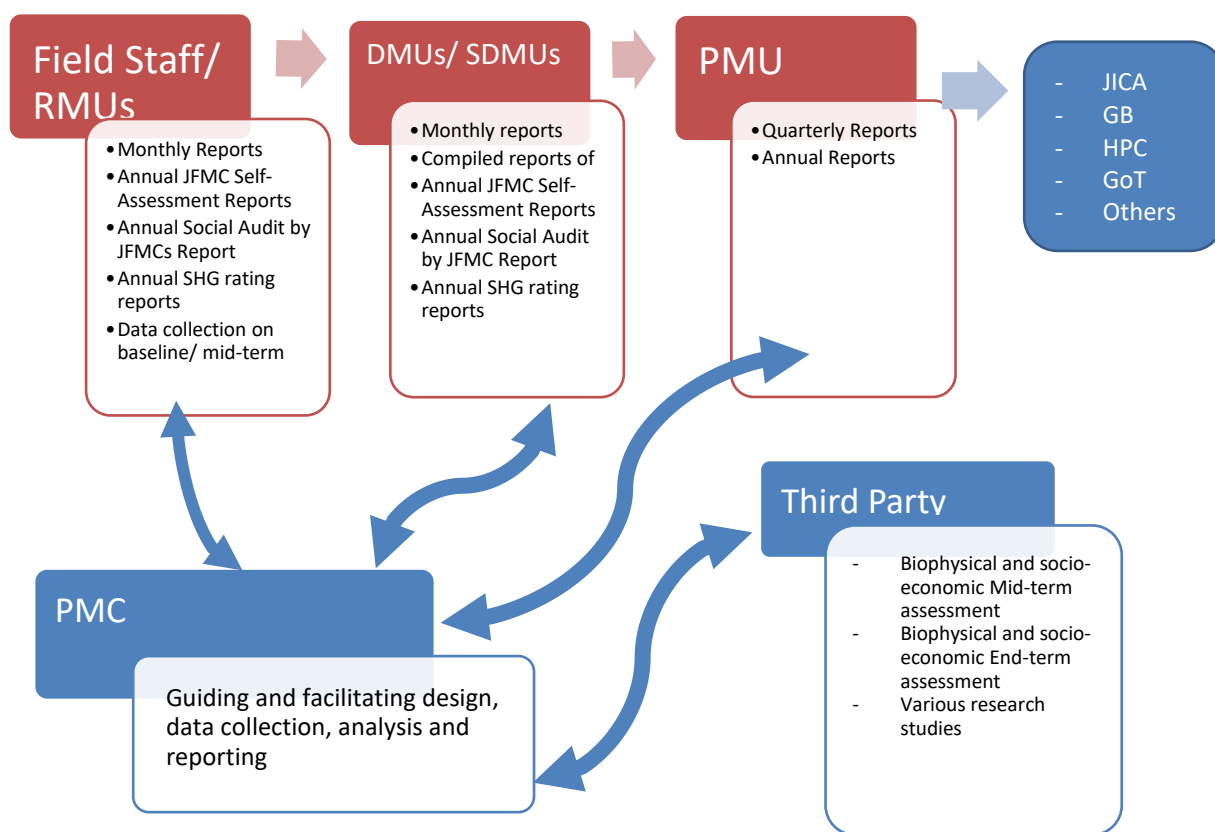 Field Staff/
RMUs
•Monthly Reports
•Annual JFMC Self-
Assessment Reports
•Annual Social Audit by
JFMCs Report
•Annual SHG rating
reports
•Data collection on
baseline/ mid-term
DMUs/ SDMUs
•Monthly reports
•Compiled reports of
•Annual JFMC Self-
Assessment Reports
•Annual Social Audit
by JFMC Report
•Annual SHG rating
reports
PMU
•Quarterly Reports
•Annual Reports
- JICA
- GB
- HPC
- GoT
- Others
PMC
Guiding and facilitating design,
data collection, analysis and
reporting
Third Party
- Biophysical and socio-
economic Mid-term
assessment
- Biophysical and socio-
economic End-term
assessment
- Various research
studies